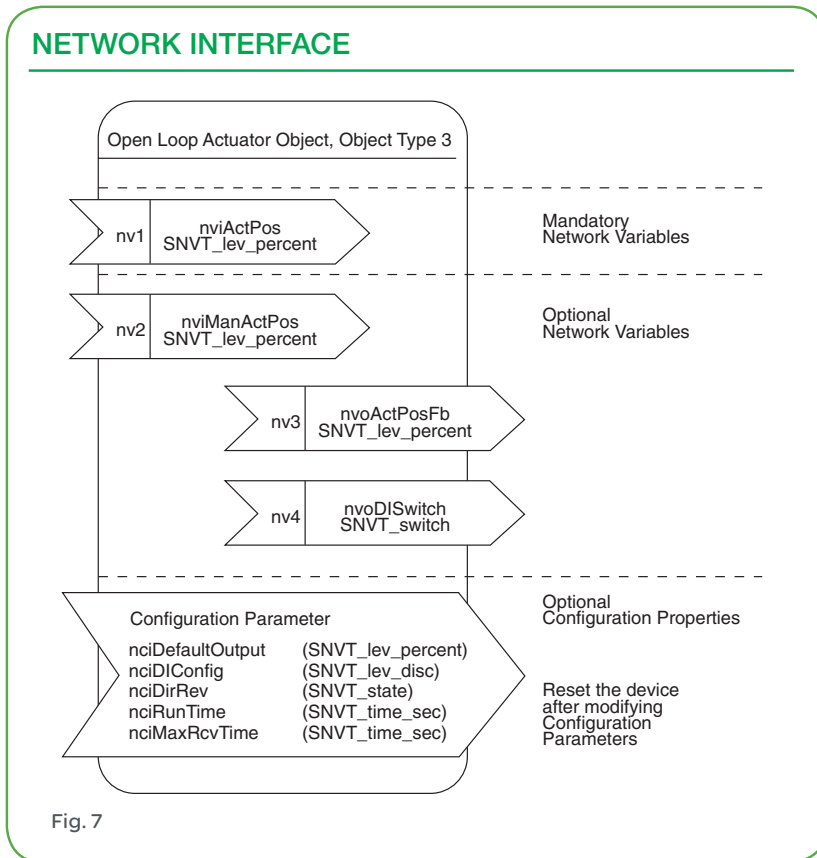 NETWORK INTERFACE
Open Loop Actuator Object, Object Type 3
nv1
nviActPos
SNVT_lev_percent
Mandatory
Network Variables
nv2
nviManActPos
SNVT_lev_percent
Optional
Network Variables
nv3
nvoActPosFb
SNVT_lev_percent
nv4
nvoDISwitch
SNVT_switch
Configuration Parameter
nciDefaultOutput (SNVT_lev_percent)
nciDIConfig (SNVT_lev_disc)
nciDirRev (SNVT_state)
nciRunTime (SNVT_time_sec)
nciMaxRcvTime (SNVT_time_sec)
Optional
Configuration Properties
Reset the device
after modifying
Configuration
Parameters
Fig. 7